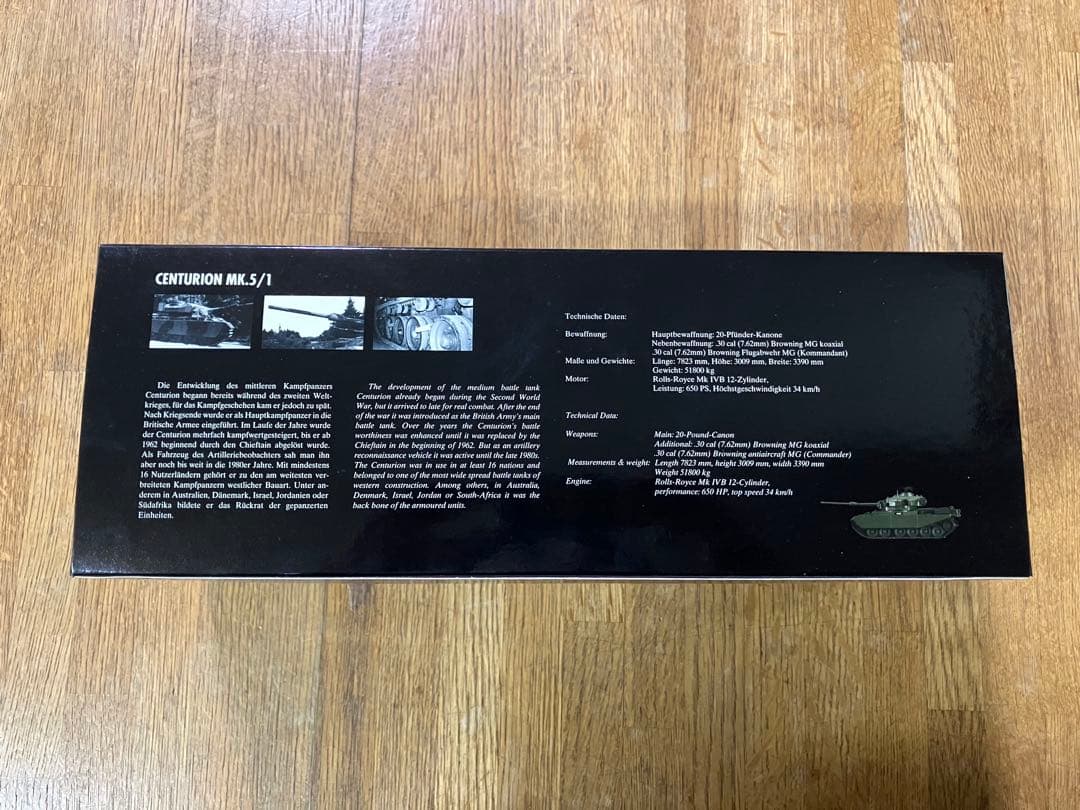 CENTURION MK.5/1
Die Entwicklung des mittleren Kampfpanzers
Centurion begann bereits während des zweiten Welt-
krieges, für das Kampfgeschehen kam er jedoch zu spät.
Nach Kriegsende wurde er als Hauptkampfpanzer in die
Britische Armee eingeführt. Im Laufe der Jahre wurde
der Centurion mehrfach kampfwertgesteigert, bis er ab
1962 beginnend durch den Chieftain abgelöst wurde.
Als Fahrzeug des Artilleriebeobachters sah man ihn
aber noch bis weit in die 1980er Jahre. Mit mindestens
16 Nutzerländern gehört er zu den am weitesten ver-
breiteten Kampfpanzern westlicher Bauart. Unter an-
derem in Australien, Dänemark, Israel, Jordanien oder
Südafrika bildete er das Rückrat der gepanzerten
Einheiten.
The development of the medium battle tank
Centurion already began during the Second World
War, but it arrived to late for real combat. After the end
of the war it was introduced as the British Army's main
battle tank. Over the years the Centurion's battle
worthiness was enhanced until it was replaced by the
Chieftain in the beginning of 1962. But as an artillery
reconnaissance vehicle it was active until the late 1980s.
The Centurion was in use in at least 16 nations and
belonged to one of the most wide spread battle tanks of
western construction. Among others, in Australia,
Denmark, Israel, Jordan or South-Africa it was the
back bone of the armoured units.
Technische Daten:
Bewaffnung: Hauptbewaffnung: 20-Pfünder-Kanone
Nebenbewaffnung: .30 cal (7.62mm) Browning MG koaxial
.30 cal (7.62mm) Browning Flugabwehr MG (Kommandant)
Maße und Gewichte: Länge: 7823 mm, Höhe: 3009 mm, Breite: 3390 mm
Gewicht: 51800 kg
Motor: Rolls-Royce Mk IVB 12-Zylinder,
Leistung: 650 PS, Höchstgeschwindigkeit 34 km/h
Technical Data:
Weapons: Main: 20-Pound-Canon
Additional: .30 cal (7.62mm) Browning MG koaxial
.30 cal (7.62mm) Browning antiaircraft MG (Commander)
Measurements & weight: Length 7823 mm, height 3009 mm, width 3390 mm
Weight 51800 kg
Engine: Rolls-Royce Mk IVB 12-Cylinder,
performance: 650 HP, top speed 34 km/h